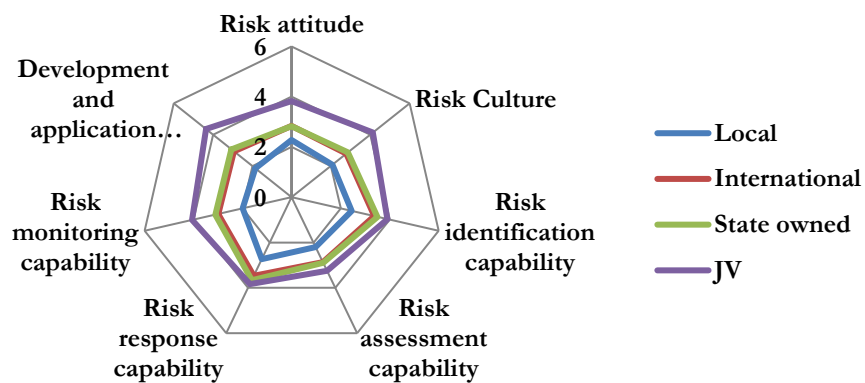 Risk attitude
6
4
2
0
Risk Culture
Risk
identification
capability
Risk
assessment
capability
Risk
response
capability
Risk
monitoring
capability
Development
and
application…
Local
International
State owned
JV